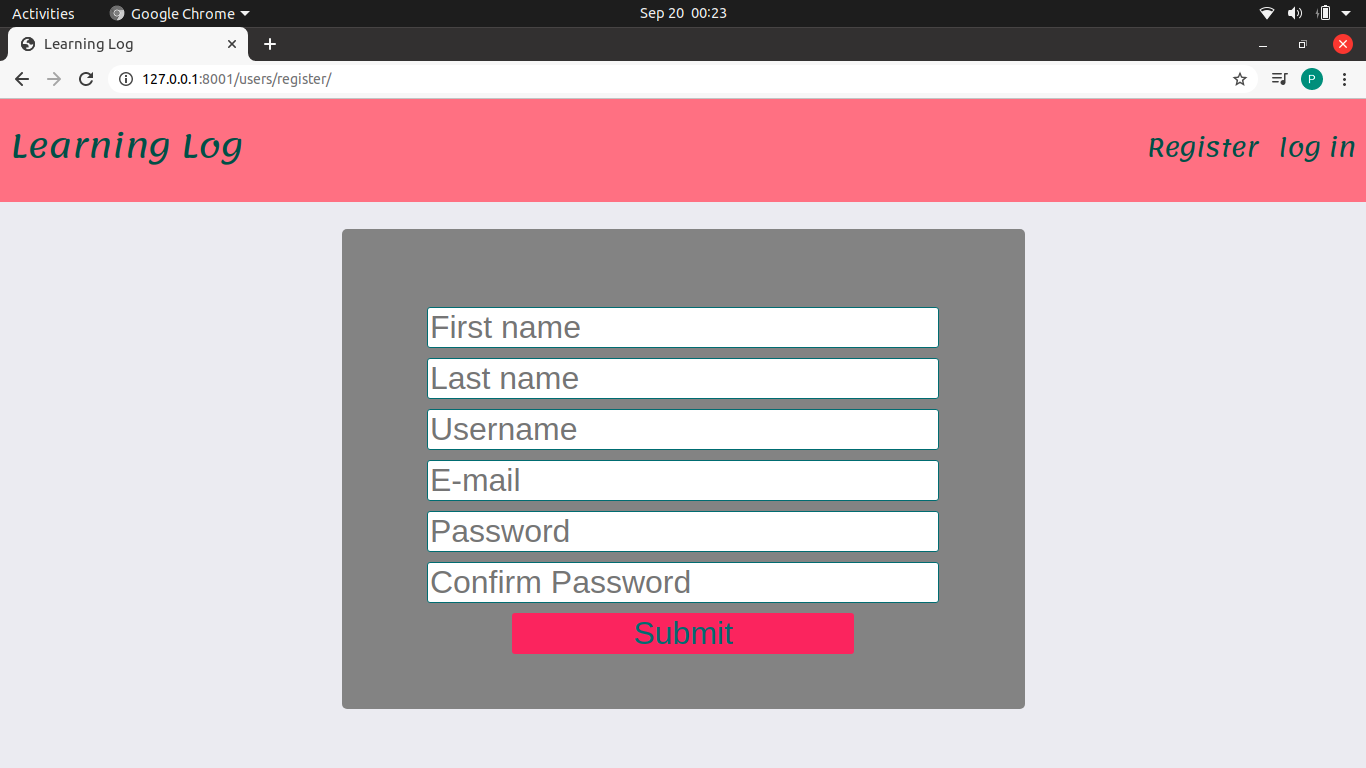 Activities Google Chrome Sep 20 00:23
Learning Log
127.0.0.1:8001/users/register/ P
Learning Log Register log in
First name
Last name
Username
E-mail
Password
Confirm Password
Submit